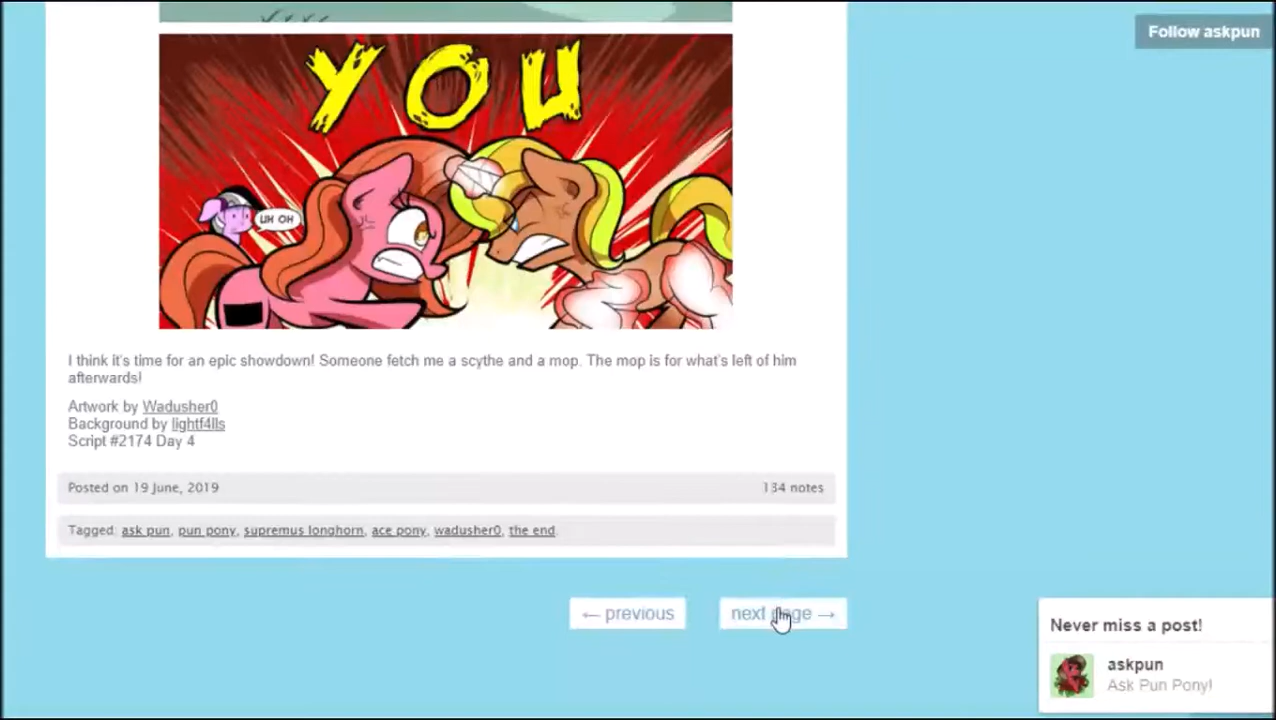 Follow askpun
YOU
UH OH
I think it's time for an epic showdown! Someone fetch me a scythe and a mop. The mop is for what's left of him
afterwards!
Artwork by Wadusher0
Background by lightf4lls
Script #2174 Day 4
Posted on 19 June, 2019
134 notes
Tagged: ask pun, pun pony, supremus longhorn, ace pony, wadusher0, the end
← previous
next page →
Never miss a post!
askpun
Ask Pun Pony!